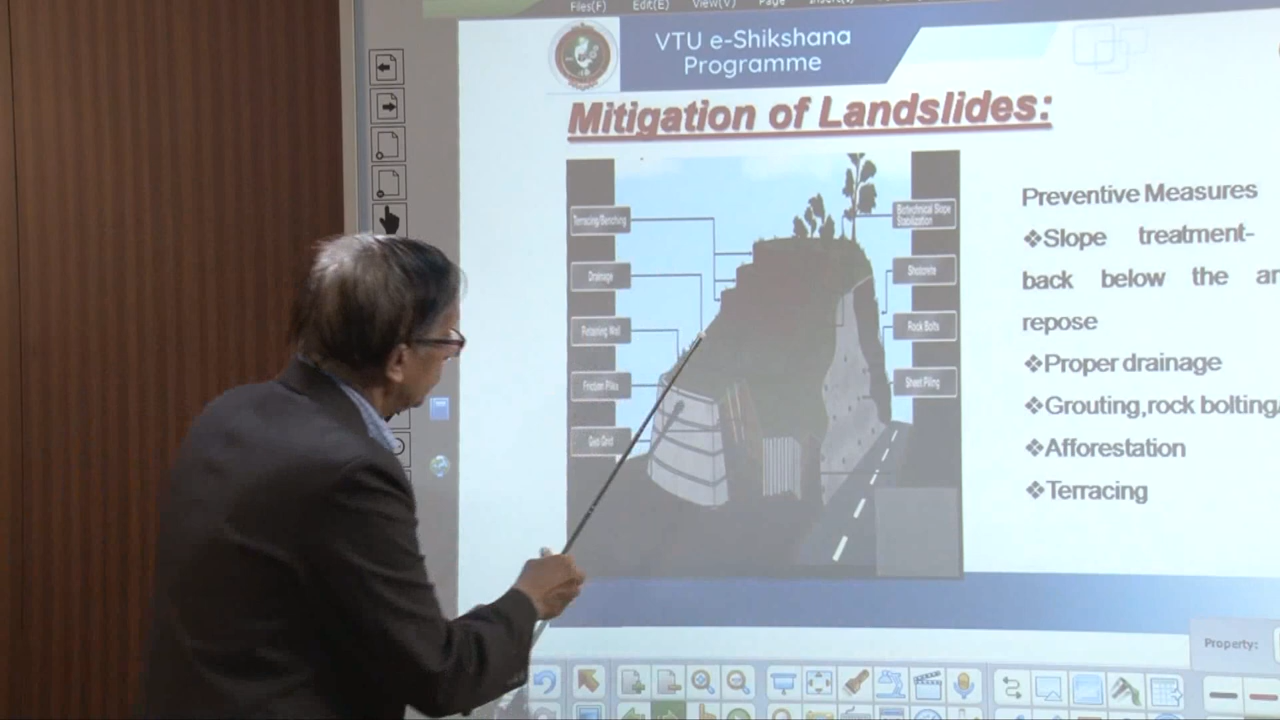 Files(F) Edit(E) View(V) Page
VTU e-Shikshana
Programme
Mitigation of Landslides:
Terracing/Benching
Drainage
Retaining Wall
Friction Piles
Geo Grid
Biotechnical Slope
Stabilization
Shotcrete
Rock Bolts
Sheet Piling
Preventive Measures
❖Slope treatment-
back below the
repose
❖Proper drainage
❖Grouting,rock bolting
❖Afforestation
❖Terracing
Property: